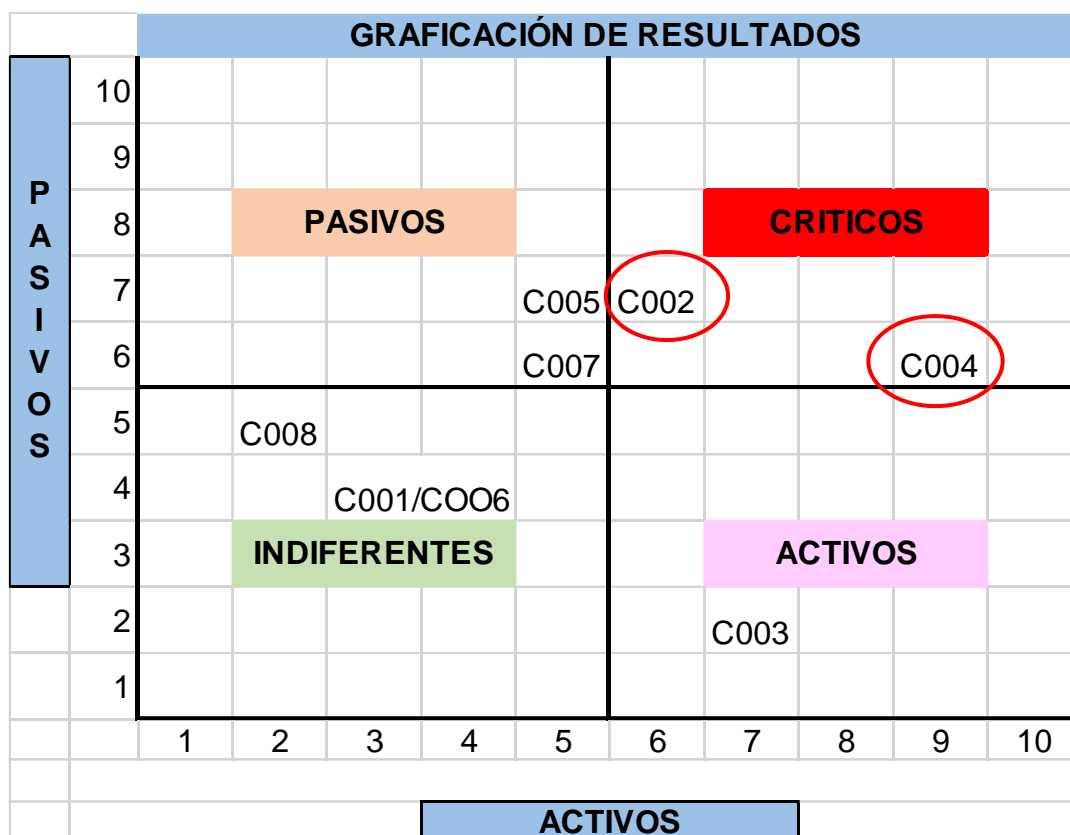 GRAFICACIÓN DE RESULTADOS
PASIVOS
10
9
8 PASIVOS CRITICOS
7 C005 C002
6 C007 C004
5 C008
4 C001/COO6
3 INDIFERENTES ACTIVOS
2 C003
1
1 2 3 4 5 6 7 8 9 10
ACTIVOS